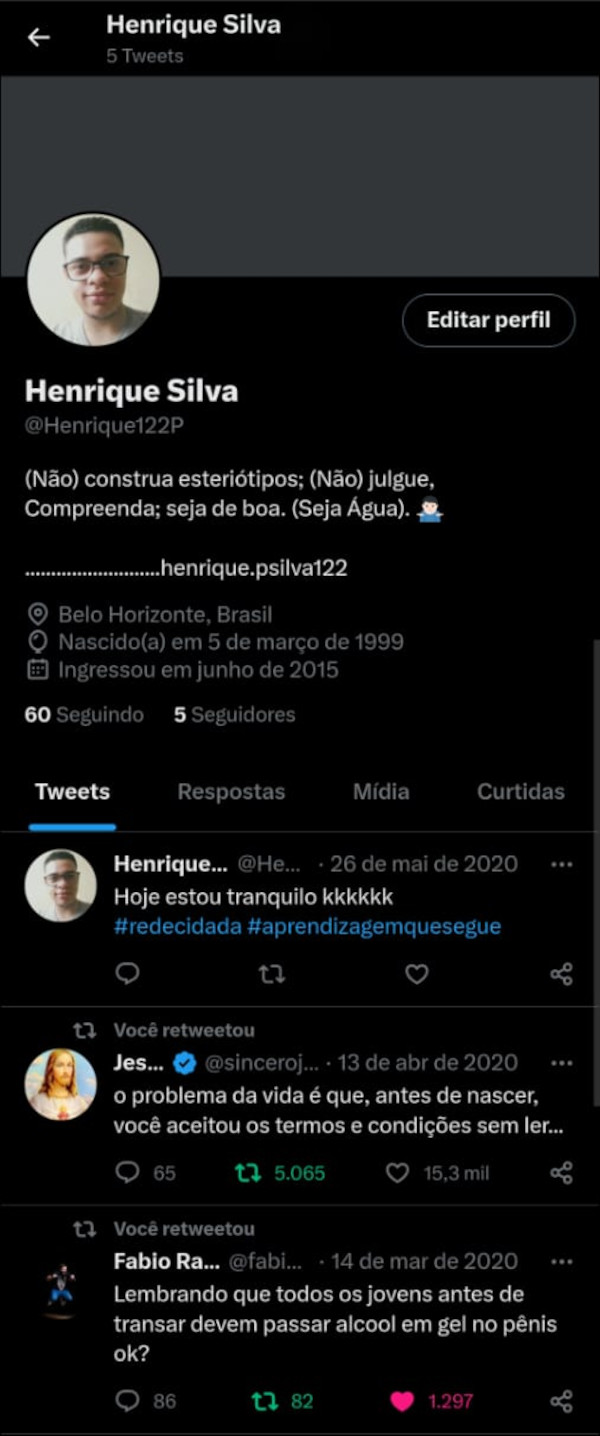 Henrique Silva
5 Tweets
Editar perfil
Henrique Silva
@Henrique122P
(Não) construa esteriótipos; (Não) julgue,
Compreenda; seja de boa. (Seja Água). 🤷🏻‍♂️
..........................henrique.psilva122
Belo Horizonte, Brasil
Nascido(a) em 5 de março de 1999
Ingressou em junho de 2015
60 Seguindo 5 Seguidores
Tweets Respostas Mídia Curtidas
Henrique... @He... · 26 de mai de 2020
Hoje estou tranquilo kkkkkk
#redecidada #aprendizagemquesegue
Você retweetou
Jes... @sinceroj... · 13 de abr de 2020
o problema da vida é que, antes de nascer,
você aceitou os termos e condições sem ler...
65 5.065 15,3 mil
Você retweetou
Fabio Ra... @fabi... · 14 de mar de 2020
Lembrando que todos os jovens antes de
transar devem passar alcool em gel no pênis
ok?
86 82 1.297